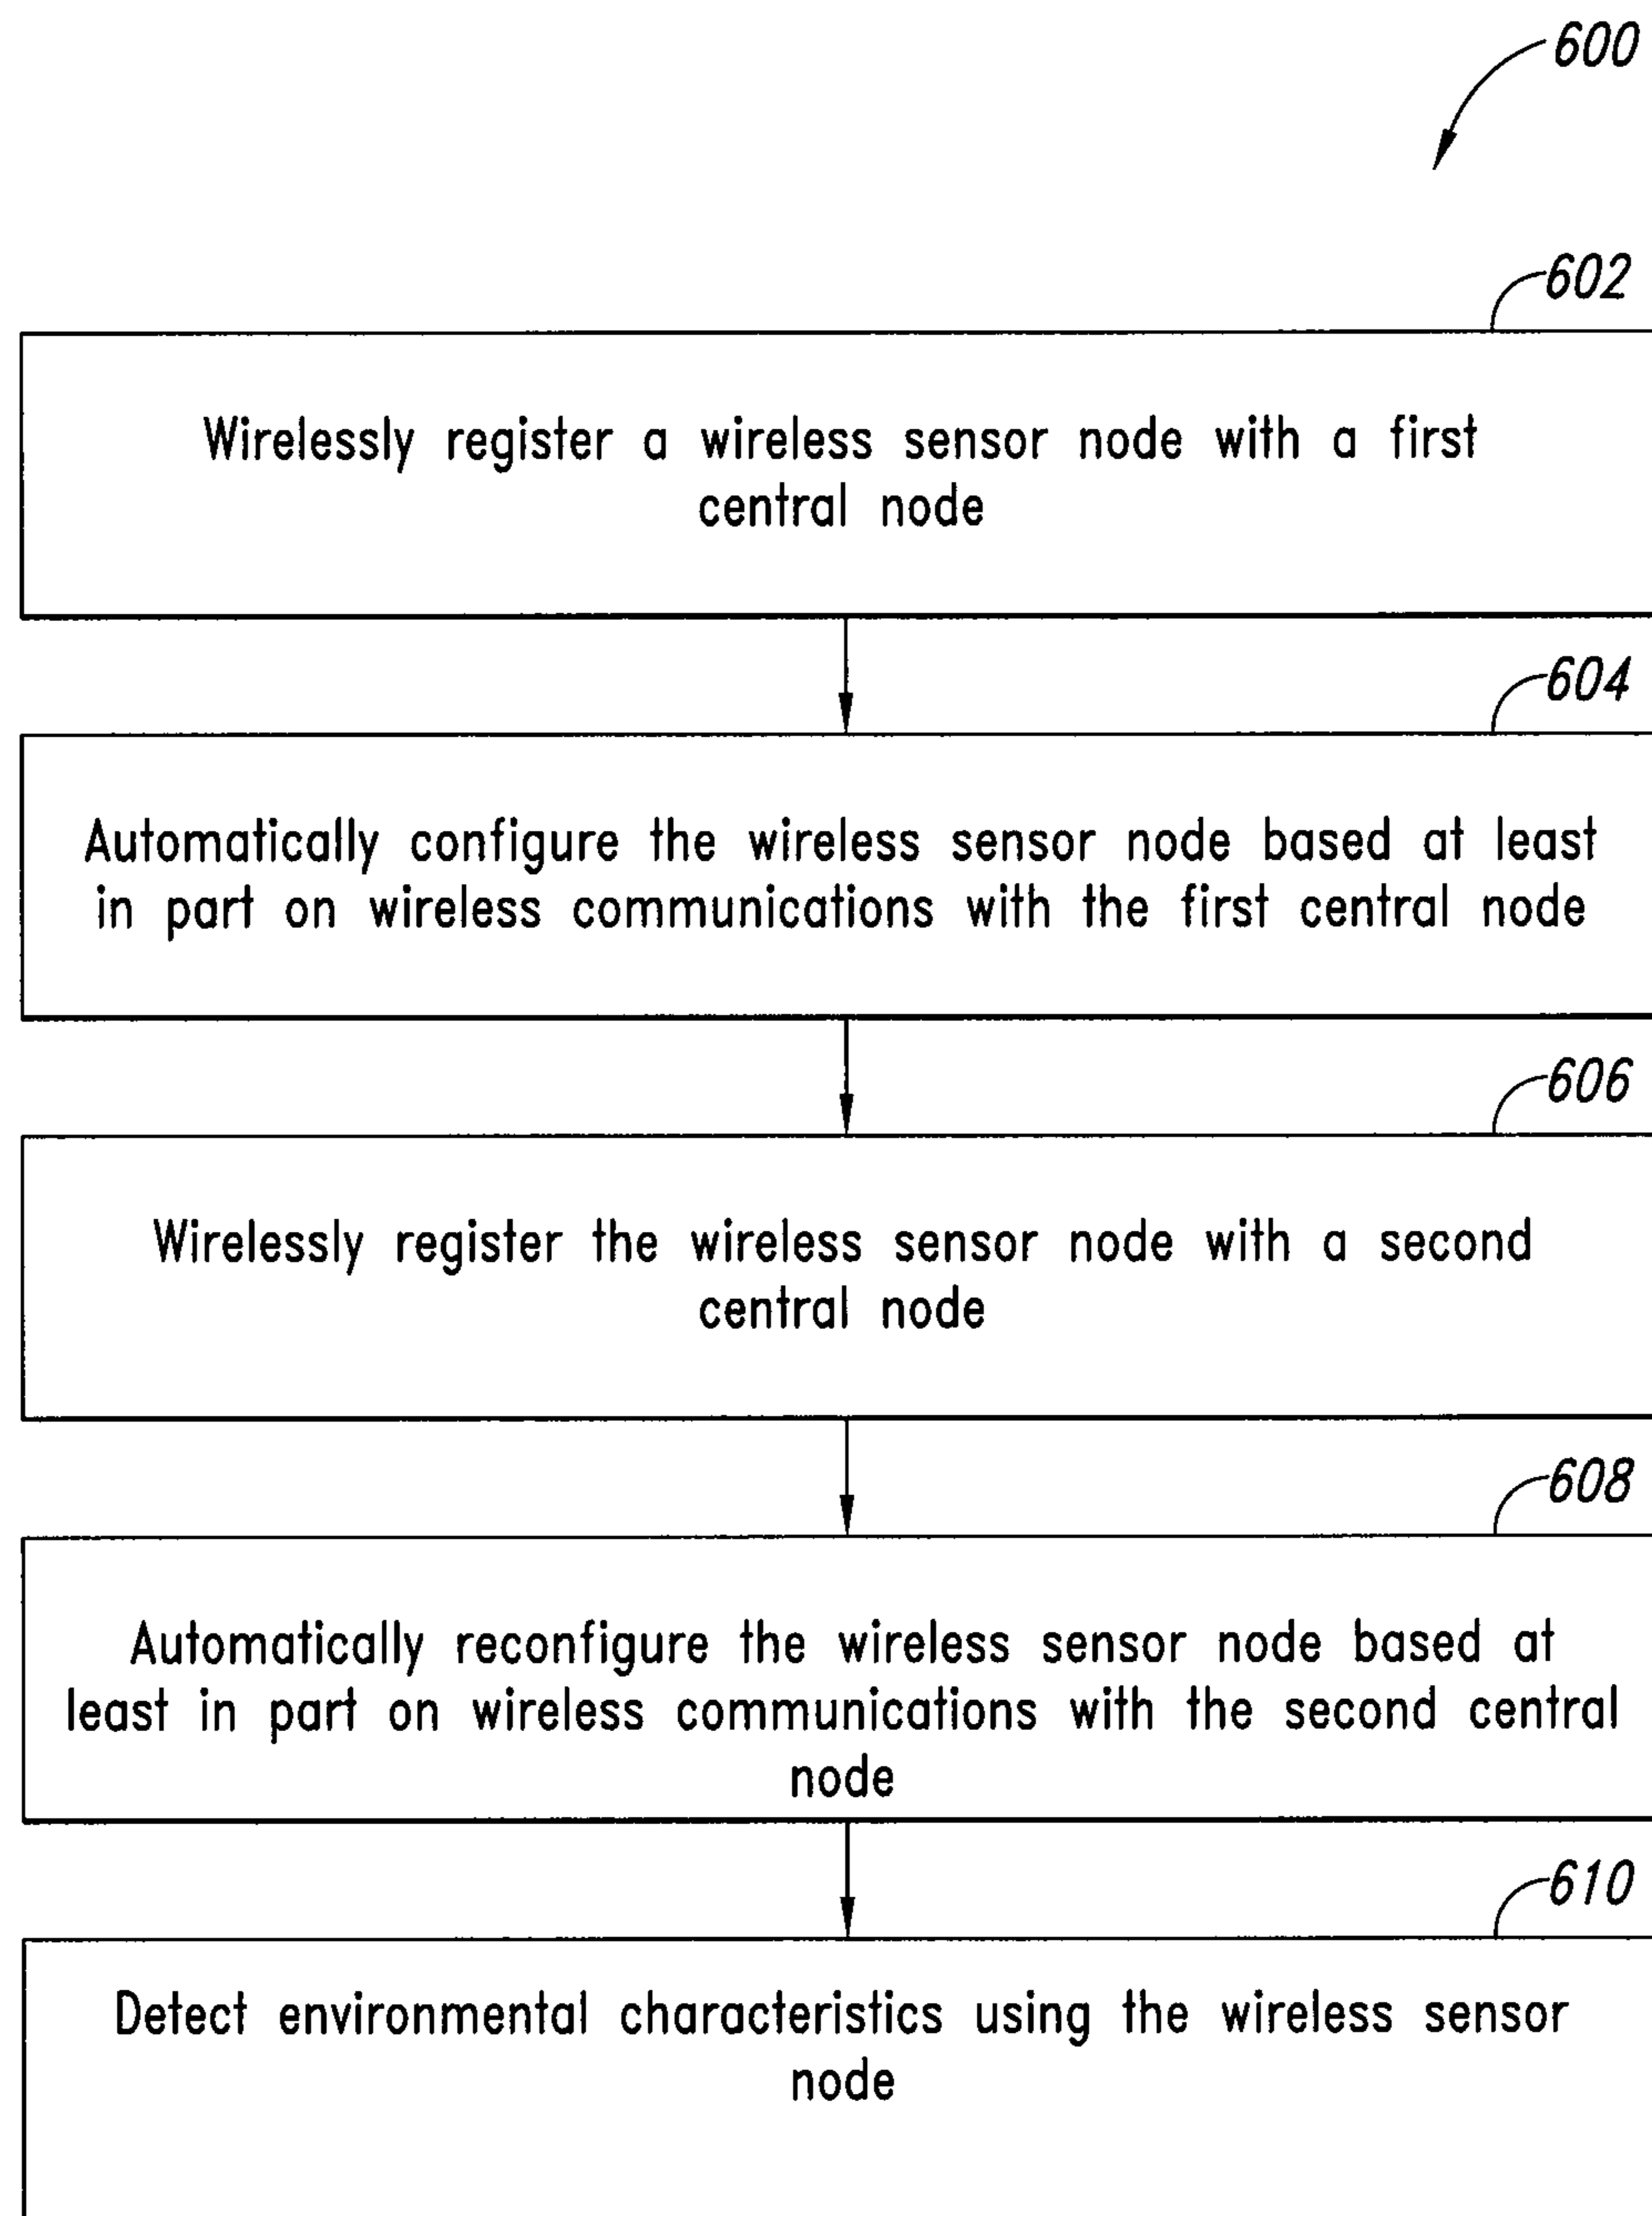 600
602
Wirelessly register a wireless sensor node with a first
central node
604
Automatically configure the wireless sensor node based at least
in part on wireless communications with the first central node
606
Wirelessly register the wireless sensor node with a second
central node
608
Automatically reconfigure the wireless sensor node based at
least in part on wireless communications with the second central
node
610
Detect environmental characteristics using the wireless sensor
node